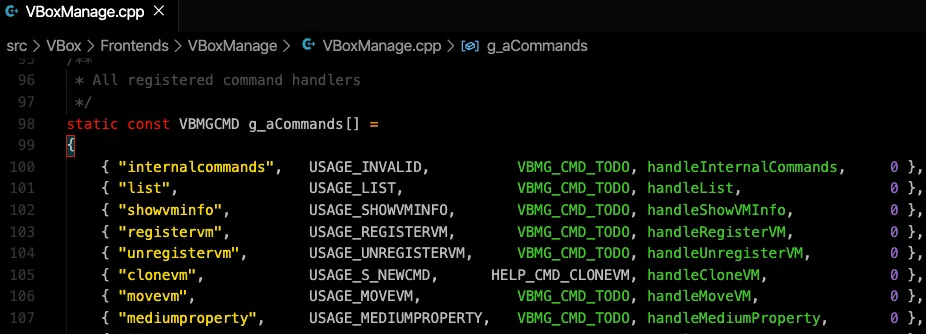 VBoxManage.cpp ×
src > VBox > Frontends > VBoxManage > VBoxManage.cpp > g_aCommands
95 /**
96 * All registered command handlers
97 */
98 static const VBMGCMD g_aCommands[] =
99 {
100 { "internalcommands", USAGE_INVALID, VBMG_CMD_TODO, handleInternalCommands, 0 },
101 { "list", USAGE_LIST, VBMG_CMD_TODO, handleList, 0 },
102 { "showvminfo", USAGE_SHOWVMINFO, VBMG_CMD_TODO, handleShowVMInfo, 0 },
103 { "registervm", USAGE_REGISTERVM, VBMG_CMD_TODO, handleRegisterVM, 0 },
104 { "unregistervm", USAGE_UNREGISTERVM, VBMG_CMD_TODO, handleUnregisterVM, 0 },
105 { "clonevm", USAGE_S_NEWCMD, HELP_CMD_CLONEVM, handleCloneVM, 0 },
106 { "movevm", USAGE_MOVEVM, VBMG_CMD_TODO, handleMoveVM, 0 },
107 { "mediumproperty", USAGE_MEDIUMPROPERTY, VBMG_CMD_TODO, handleMediumProperty, 0 },